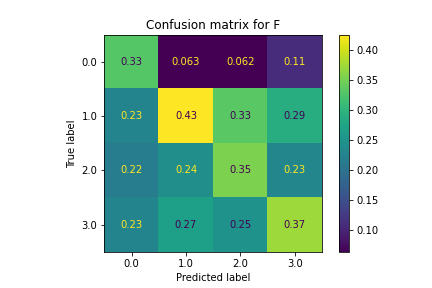 Confusion matrix for F
True label
0.0 0.33 0.063 0.062 0.11
1.0 0.23 0.43 0.33 0.29
2.0 0.22 0.24 0.35 0.23
3.0 0.23 0.27 0.25 0.37
0.0 1.0 2.0 3.0
Predicted label
0.40
0.35
0.30
0.25
0.20
0.15
0.10